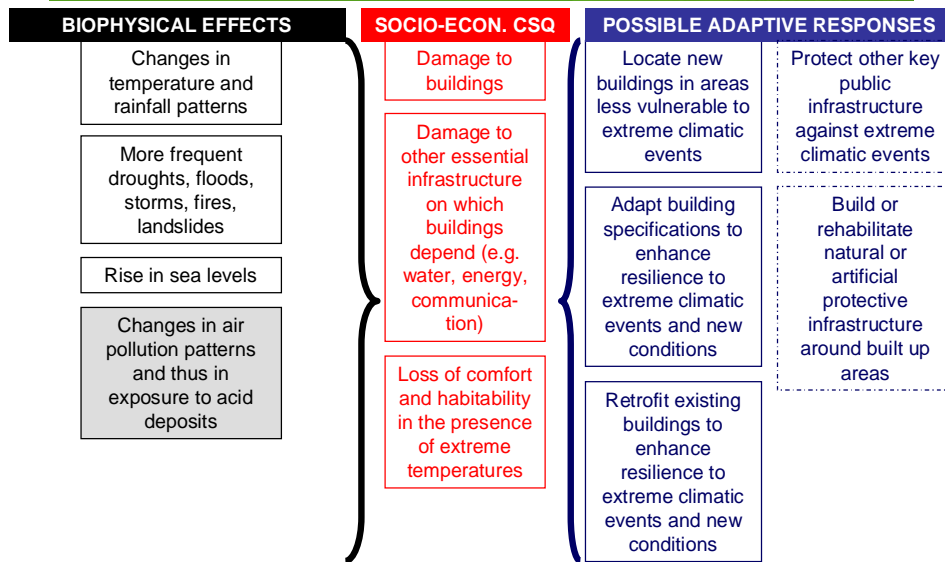 BIOPHYSICAL EFFECTS
Changes in
temperature and
rainfall patterns
More frequent
droughts, floods,
storms, fires,
landslides
Rise in sea levels
Changes in air
pollution patterns
and thus in
exposure to acid
deposits
SOCIO-ECON. CSQ
Damage to
buildings
Damage to
other essential
infrastructure
on which
buildings
depend (e.g.
water, energy,
communica-
tion)
Loss of comfort
and habitability
in the presence
of extreme
temperatures
POSSIBLE ADAPTIVE RESPONSES
Locate new
buildings in areas
less vulnerable to
extreme climatic
events
Adapt building
specifications to
enhance
resilience to
extreme climatic
events and new
conditions
Retrofit existing
buildings to
enhance
resilience to
extreme climatic
events and new
conditions
Protect other key
public
infrastructure
against extreme
climatic events
Build or
rehabilitate
natural or
artificial
protective
infrastructure
around built up
areas